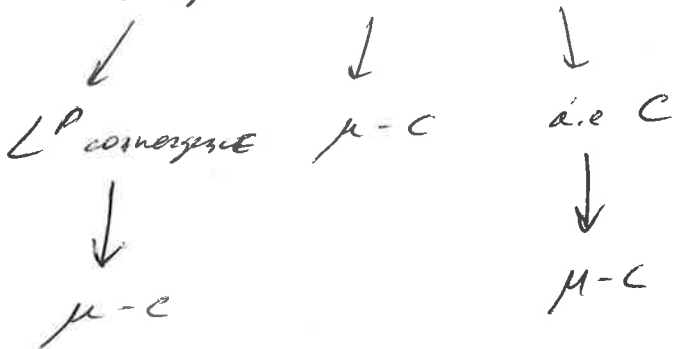 L^p convergence μ - C a.e C
μ - C μ - C